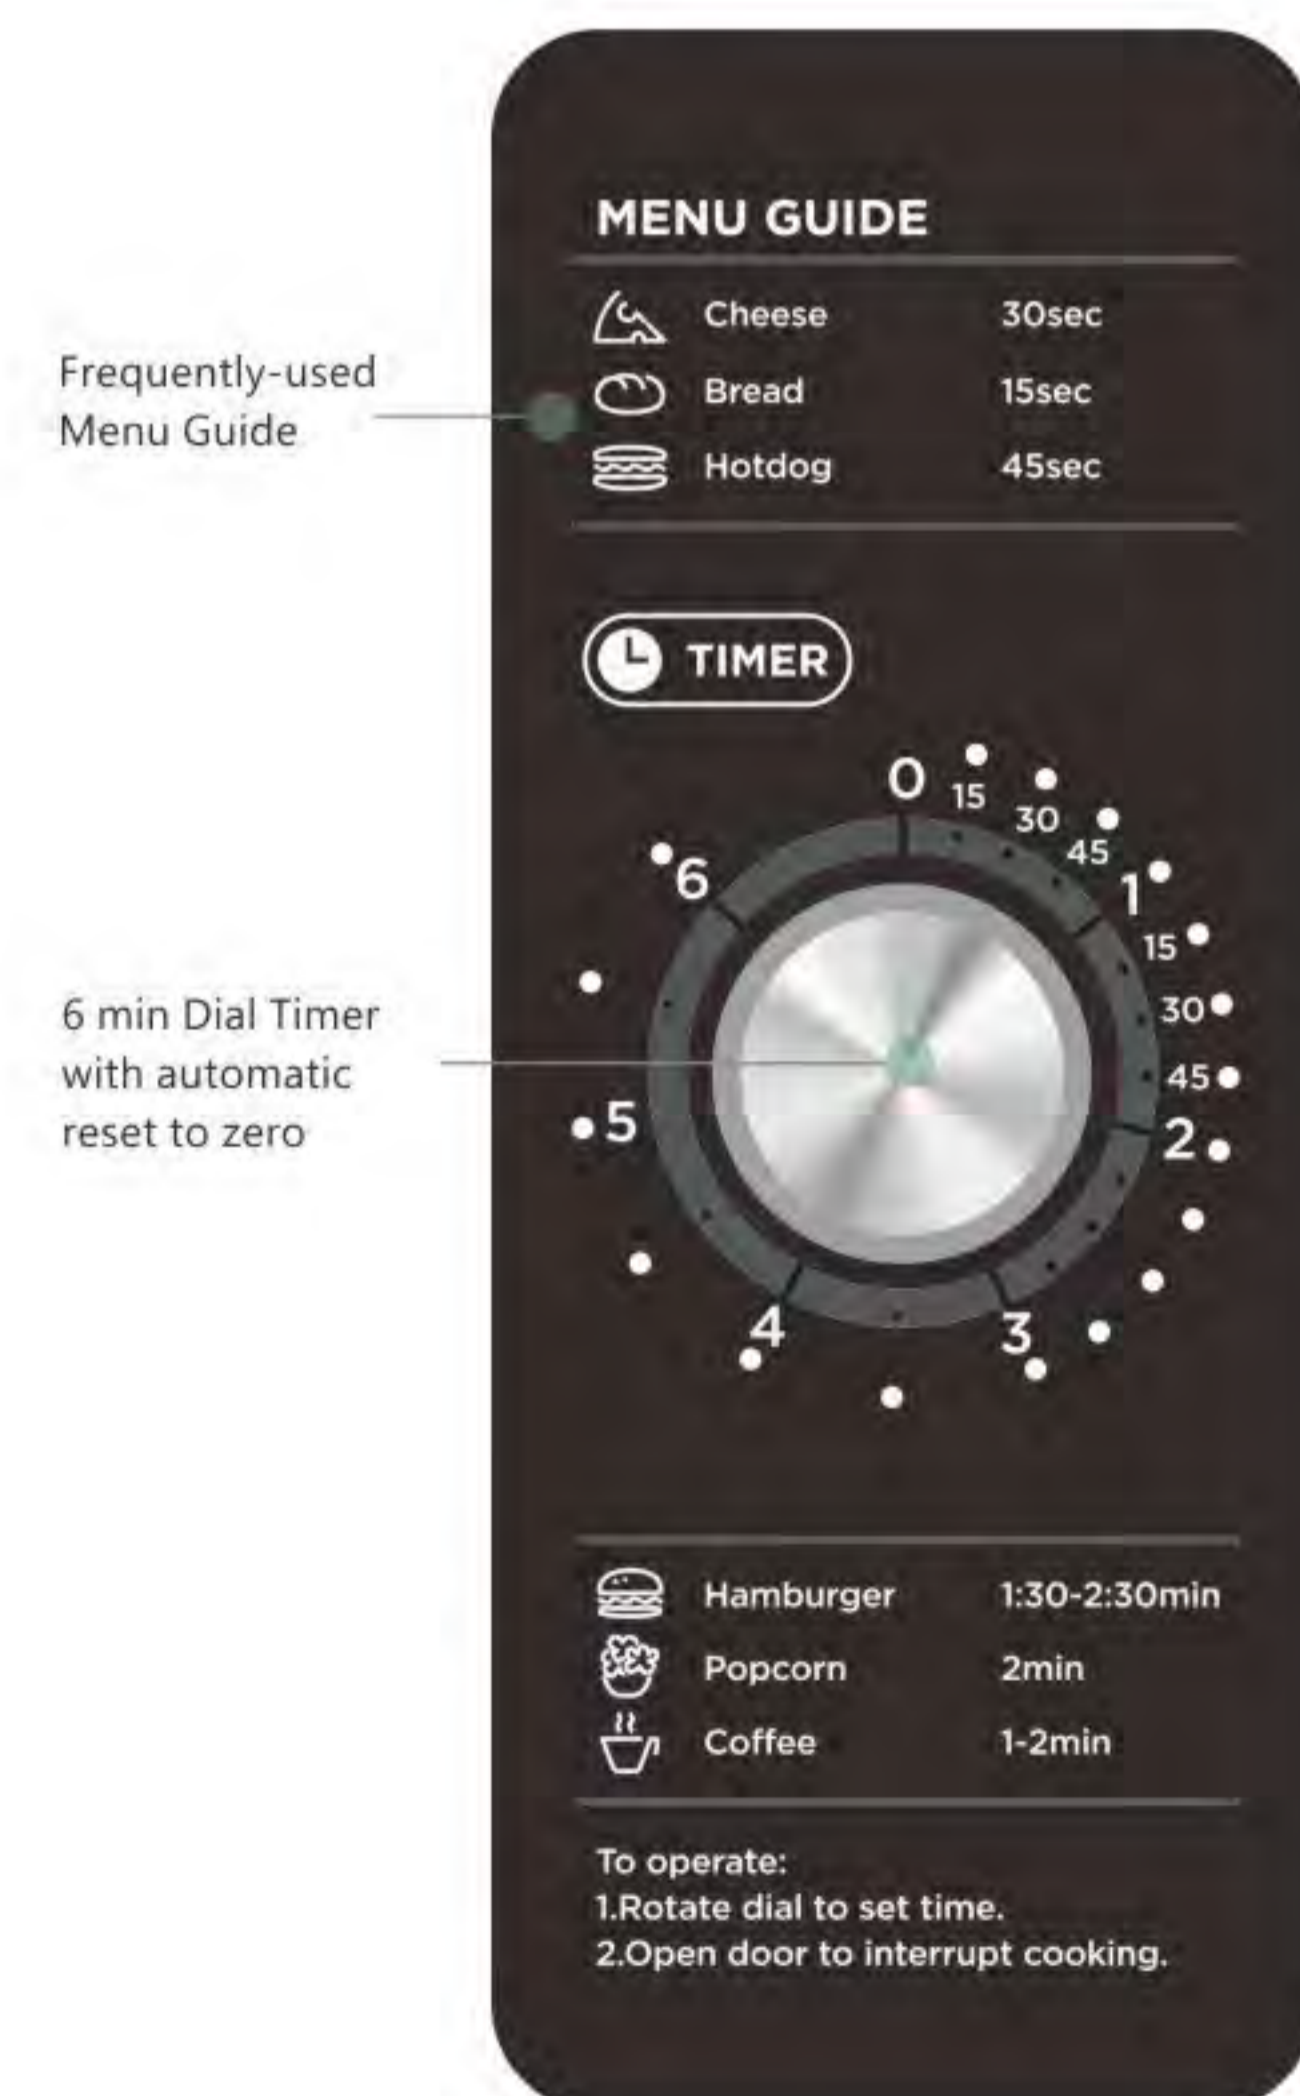 MENU GUIDE
Cheese 30sec
Bread 15sec
Hotdog 45sec
Frequently-used
Menu Guide
TIMER
0
15
30
45
1
15
30
45
2
3
4
5
6
6 min Dial Timer
with automatic
reset to zero
Hamburger 1:30-2:30min
Popcorn 2min
Coffee 1-2min
To operate:
1.Rotate dial to set time.
2.Open door to interrupt cooking.